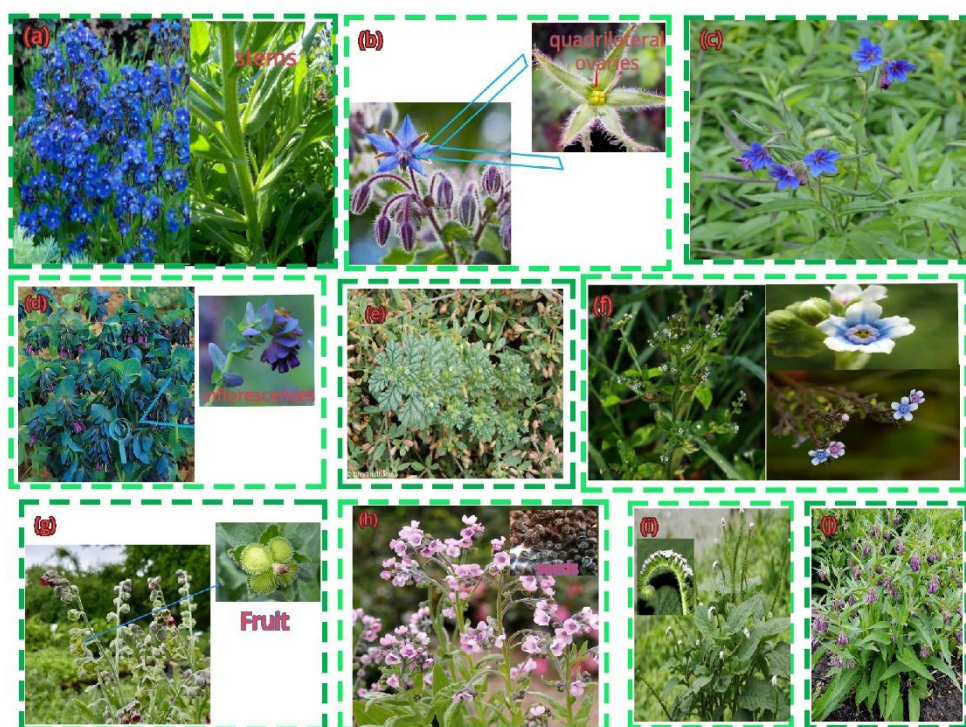 (a)
stems
(b)
quadrilateral
ovaries
(c)
(d)
inflorescences
(e)
(f)
(g)
Fruit
(h)
seeds
(i)
(j)